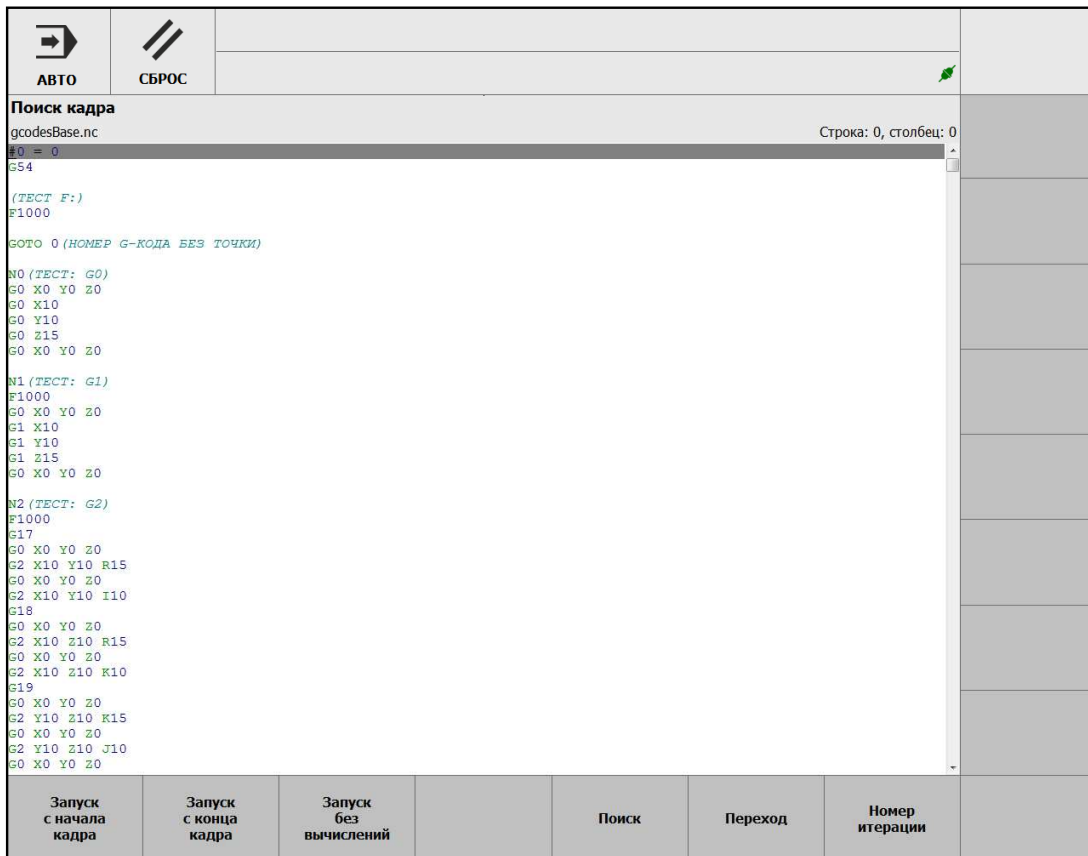 АВТО
СБРОС
Поиск кадра
gcodesBase.nc
Строка: 0, столбец: 0
#0 = 0
G54
(ТЕСТ F:)
F1000
GOTO 0(НОМЕР G-КОДА БЕЗ ТОЧКИ)
N0(ТЕСТ: G0)
G0 X0 Y0 Z0
G0 X10
G0 Y10
G0 Z15
G0 X0 Y0 Z0
N1(ТЕСТ: G1)
F1000
G0 X0 Y0 Z0
G1 X10
G1 Y10
G1 Z15
G0 X0 Y0 Z0
N2(ТЕСТ: G2)
F1000
G17
G0 X0 Y0 Z0
G2 X10 Y10 R15
G0 X0 Y0 Z0
G2 X10 Y10 I10
G18
G0 X0 Y0 Z0
G2 X10 Z10 R15
G0 X0 Y0 Z0
G2 X10 Z10 K10
G19
G0 X0 Y0 Z0
G2 Y10 Z10 K15
G0 X0 Y0 Z0
G2 Y10 Z10 J10
G0 X0 Y0 Z0
Запуск
с начала
кадра
Запуск
с конца
кадра
Запуск
без
вычислений
Поиск
Переход
Номер
итерации